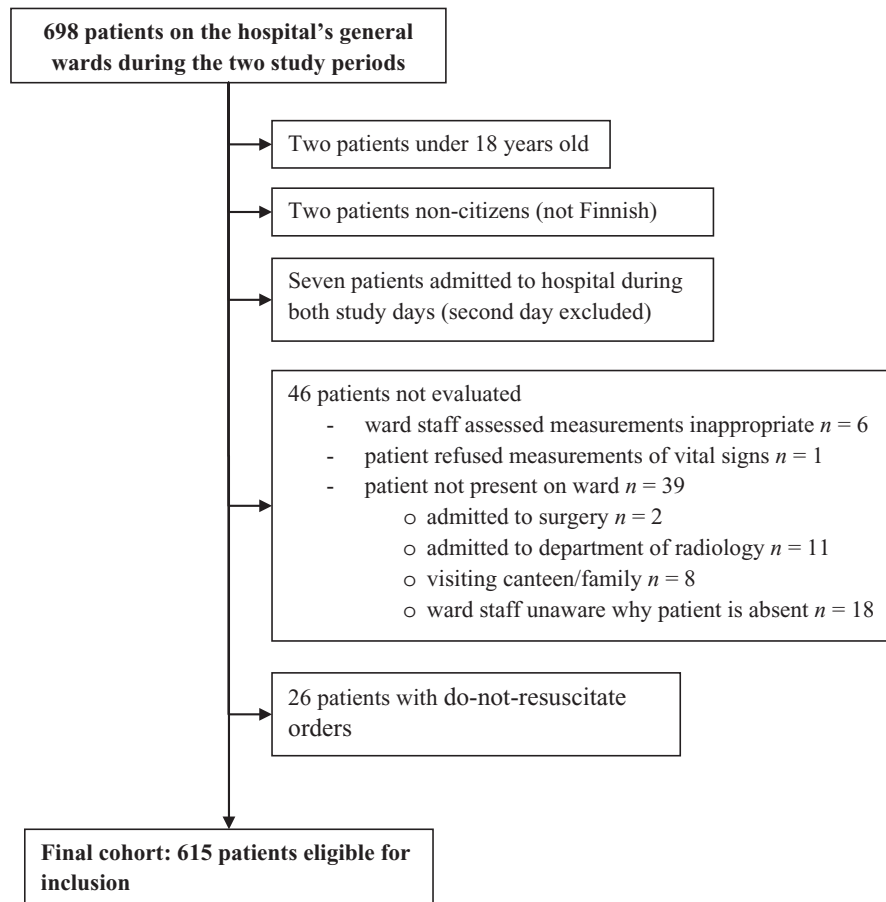 698 patients on the hospital’s general
wards during the two study periods
Two patients under 18 years old
Two patients non-citizens (not Finnish)
Seven patients admitted to hospital during
both study days (second day excluded)
46 patients not evaluated
- ward staff assessed measurements inappropriate n = 6
- patient refused measurements of vital signs n = 1
- patient not present on ward n = 39
o admitted to surgery n = 2
o admitted to department of radiology n = 11
o visiting canteen/family n = 8
o ward staff unaware why patient is absent n = 18
26 patients with do-not-resuscitate
orders
Final cohort: 615 patients eligible for
inclusion